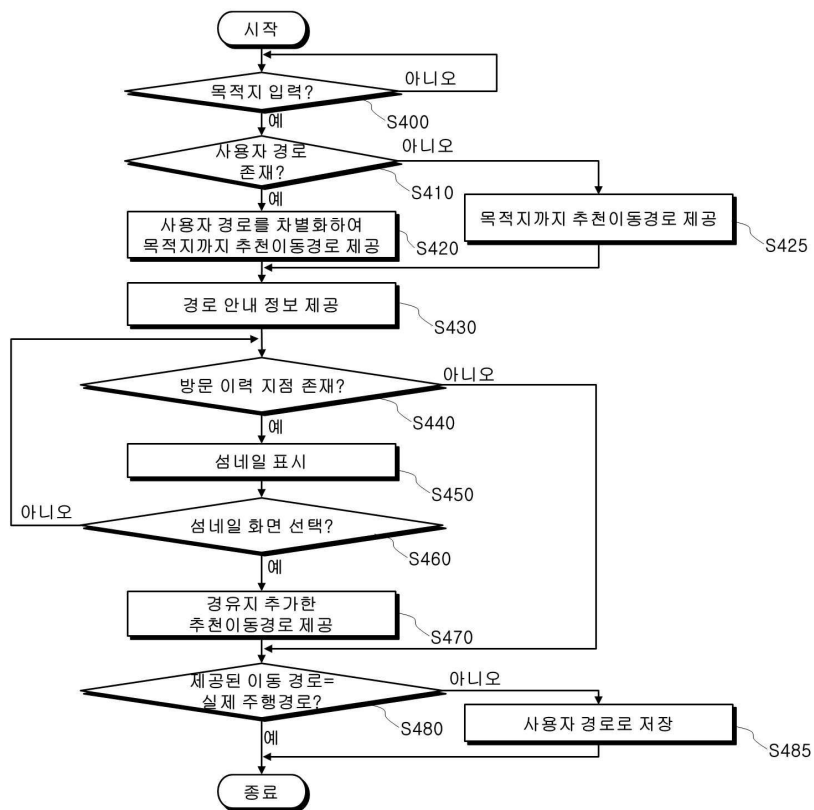 시작
아니오
목적지 입력?
S400
예
사용자 경로
존재?
아니오
S410
예
사용자 경로를 차별화하여
목적지까지 추천이동경로 제공
S420
목적지까지 추천이동경로 제공
S425
경로 안내 정보 제공
S430
방문 이력 지점 존재?
아니오
S440
예
섬네일 표시
S450
아니오
섬네일 화면 선택?
S460
예
경유지 추가한
추천이동경로 제공
S470
제공된 이동 경로=
실제 주행경로?
아니오
S480
예
사용자 경로로 저장
S485
종료